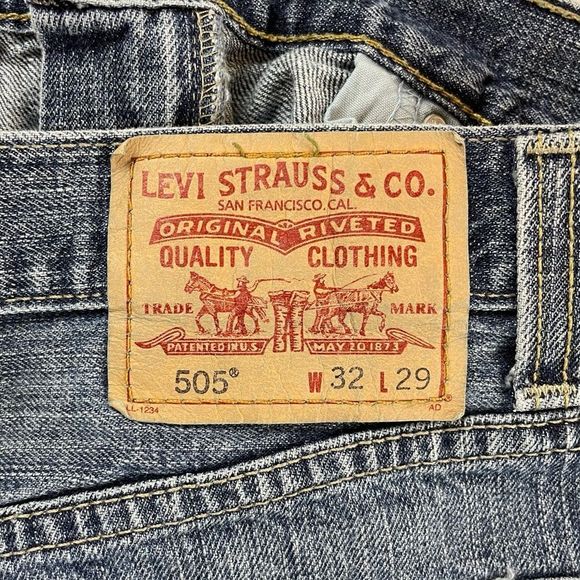 LEVI STRAUSS & CO.
SAN FRANCISCO, CAL.
ORIGINAL RIVETED
QUALITY CLOTHING
TRADE MARK
PATENTED IN U.S. MAY 20 1873
505® W 32 L 29
LL-1234 AD ®